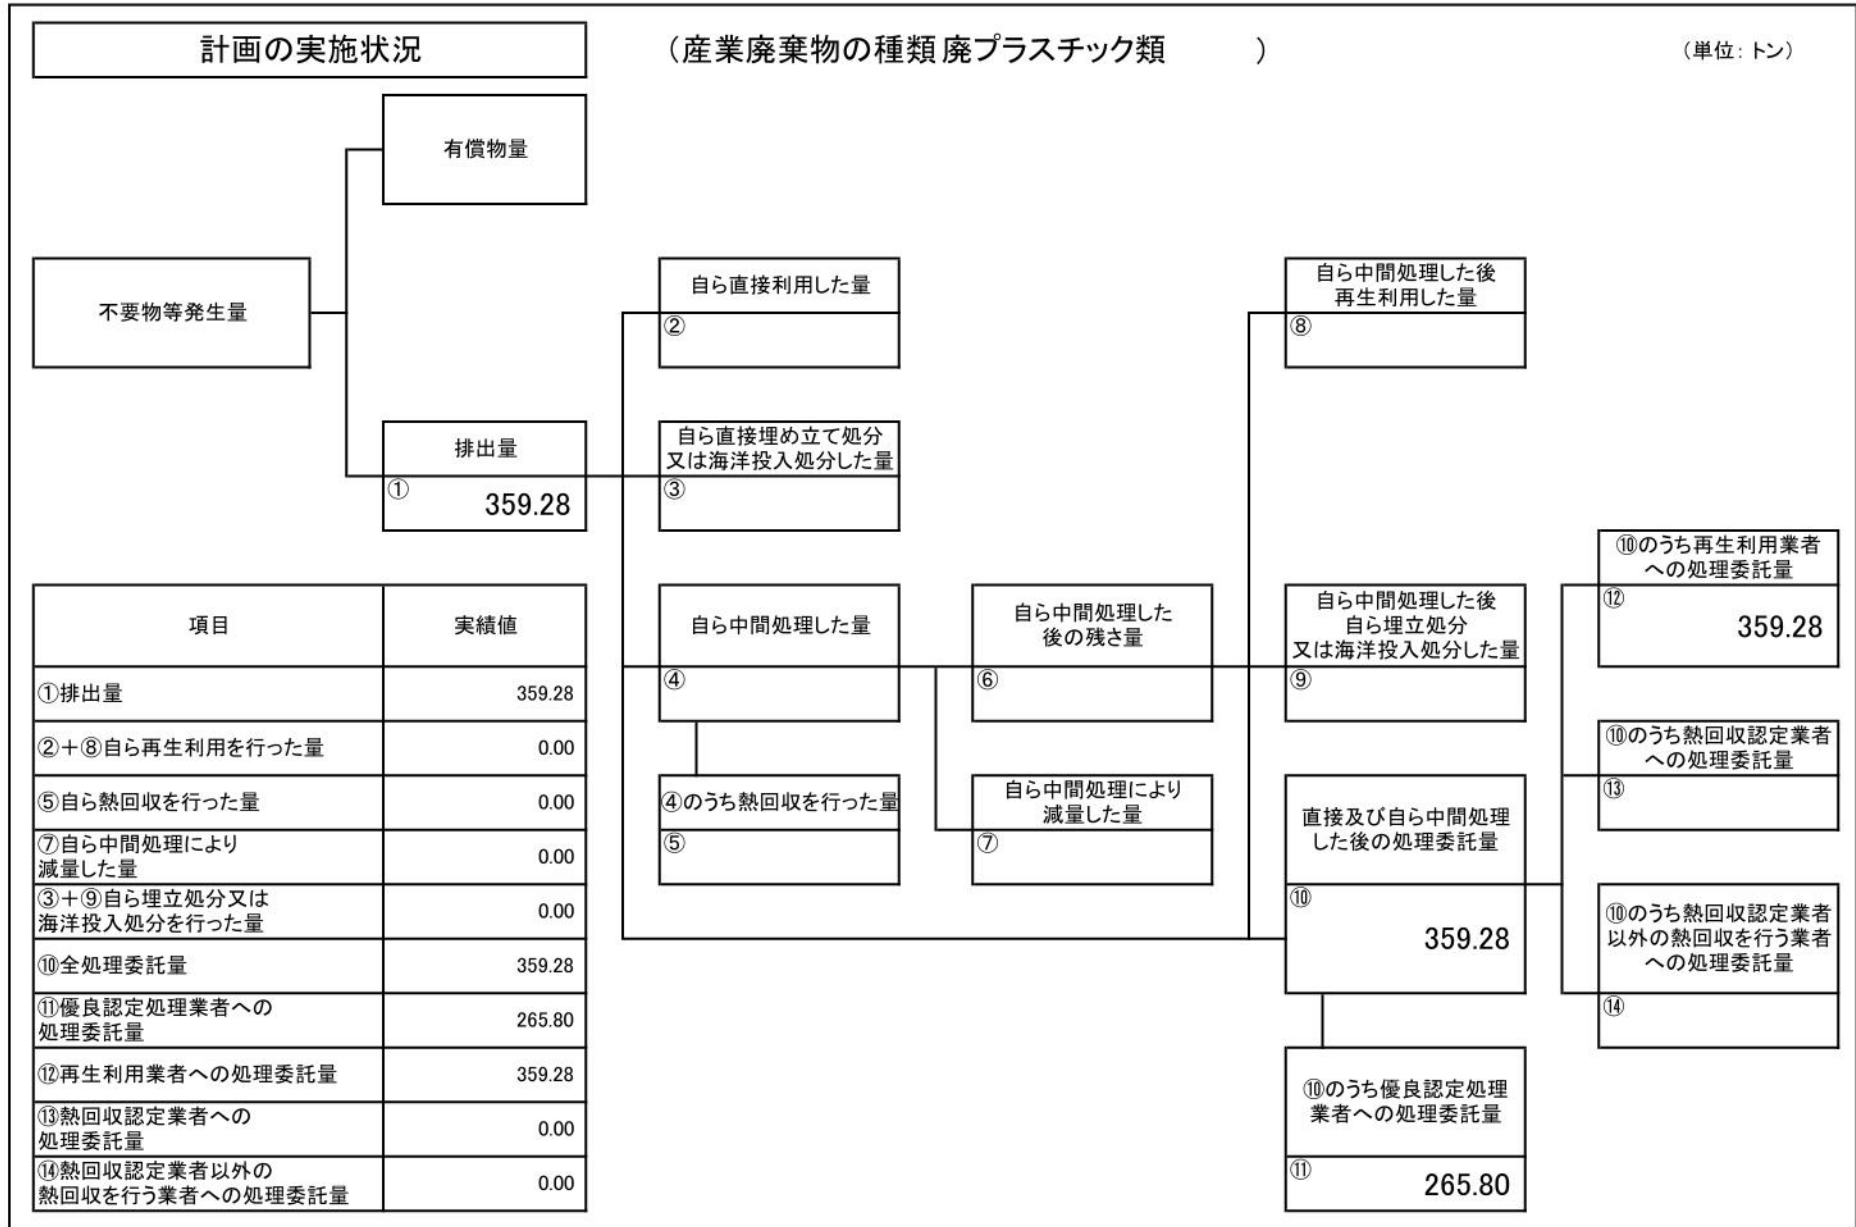 計画の実施状況
（産業廃棄物の種類 廃プラスチック類　　　）
（単位：トン）
有償物量
不要物等発生量
自ら直接利用した量
②
自ら中間処理した後
再生利用した量
⑧
排出量
①
359.28
自ら直接埋め立て処分
又は海洋投入処分した量
③
⑩のうち再生利用業者
への処理委託量
⑫
359.28
自ら中間処理した量
④
自ら中間処理した
後の残さ量
⑥
自ら中間処理した後
自ら埋立処分
又は海洋投入処分した量
⑨
⑩のうち熱回収認定業者
への処理委託量
⑬
④のうち熱回収を行った量
⑤
自ら中間処理により
減量した量
⑦
直接及び自ら中間処理
した後の処理委託量
⑩
359.28
⑩のうち熱回収認定業者
以外の熱回収を行う業者
への処理委託量
⑭
⑩のうち優良認定処理
業者への処理委託量
⑪
265.80
項目 実績値
①排出量 359.28
②＋⑧自ら再生利用を行った量 0.00
⑤自ら熱回収を行った量 0.00
⑦自ら中間処理により
減量した量 0.00
③＋⑨自ら埋立処分又は
海洋投入処分を行った量 0.00
⑩全処理委託量 359.28
⑪優良認定処理業者への
処理委託量 265.80
⑫再生利用業者への処理委託量 359.28
⑬熱回収認定業者への
処理委託量 0.00
⑭熱回収認定業者以外の
熱回収を行う業者への処理委託量 0.00